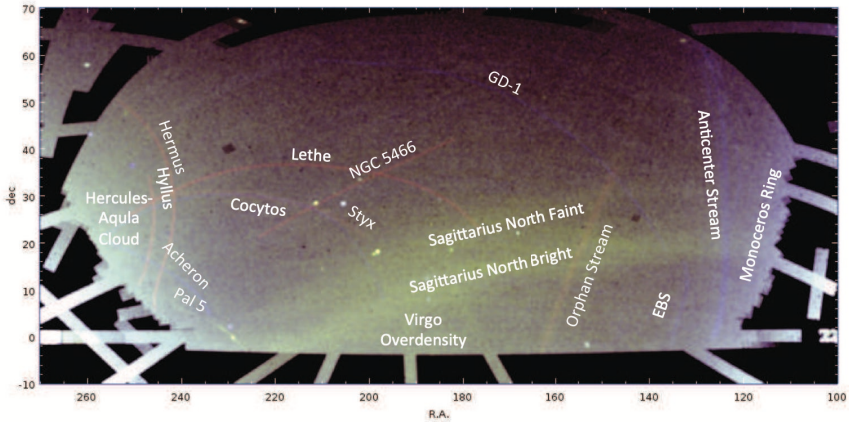 70
60
50
40
30
20
10
0
-10
dec
260
240
220
200
180
160
140
120
100
R.A.
GD-1
Hermus
Hyllus
Lethe
NGC 5466
Anticenter Stream
Monoceros Ring
Hercules-
Aqula
Cloud
Cocytos
Styx
Sagittarius North Faint
Sagittarius North Bright
Acheron
Pal 5
Orphan Stream
EBS
Virgo
Overdensity